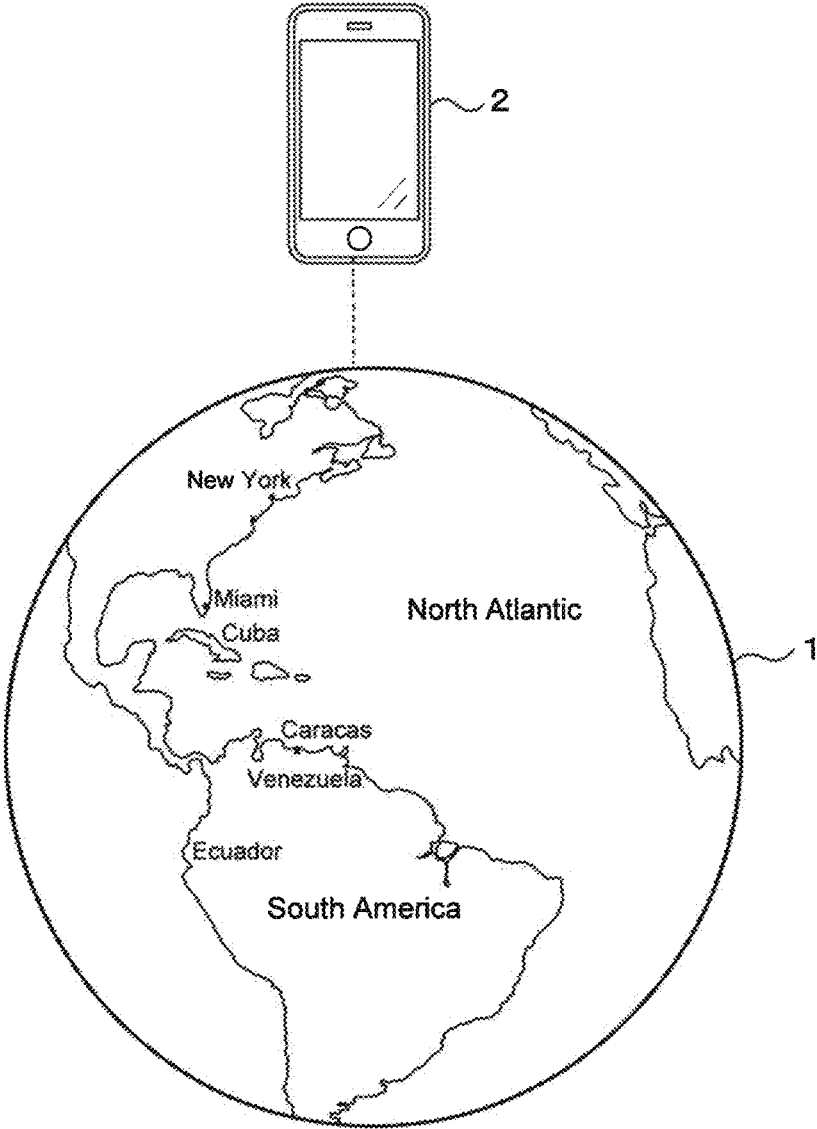 2
New York
Miami
North Atlantic
Cuba
1
Caracas
Venezuela
Ecuador
South America